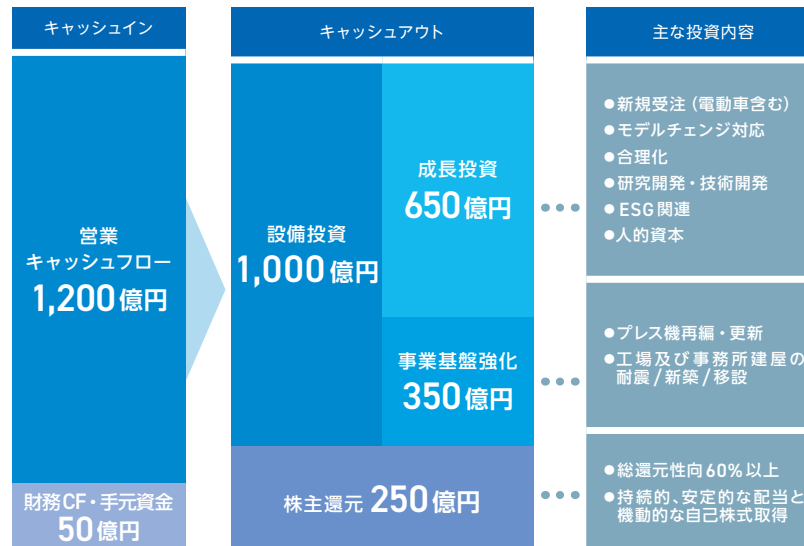 キャッシュイン
営業
キャッシュフロー
1,200億円
財務CF・手元資金
50億円
キャッシュアウト
設備投資
1,000億円
成長投資
650億円
事業基盤強化
350億円
株主還元 250億円
主な投資内容
●新規受注(電動車含む)
●モデルチェンジ対応
●合理化
●研究開発・技術開発
●ESG関連
●人的資本
●プレス機再編・更新
●工場及び事務所建屋の
耐震/新築/移設
●総還元性向60%以上
●持続的、安定的な配当と
機動的な自己株式取得